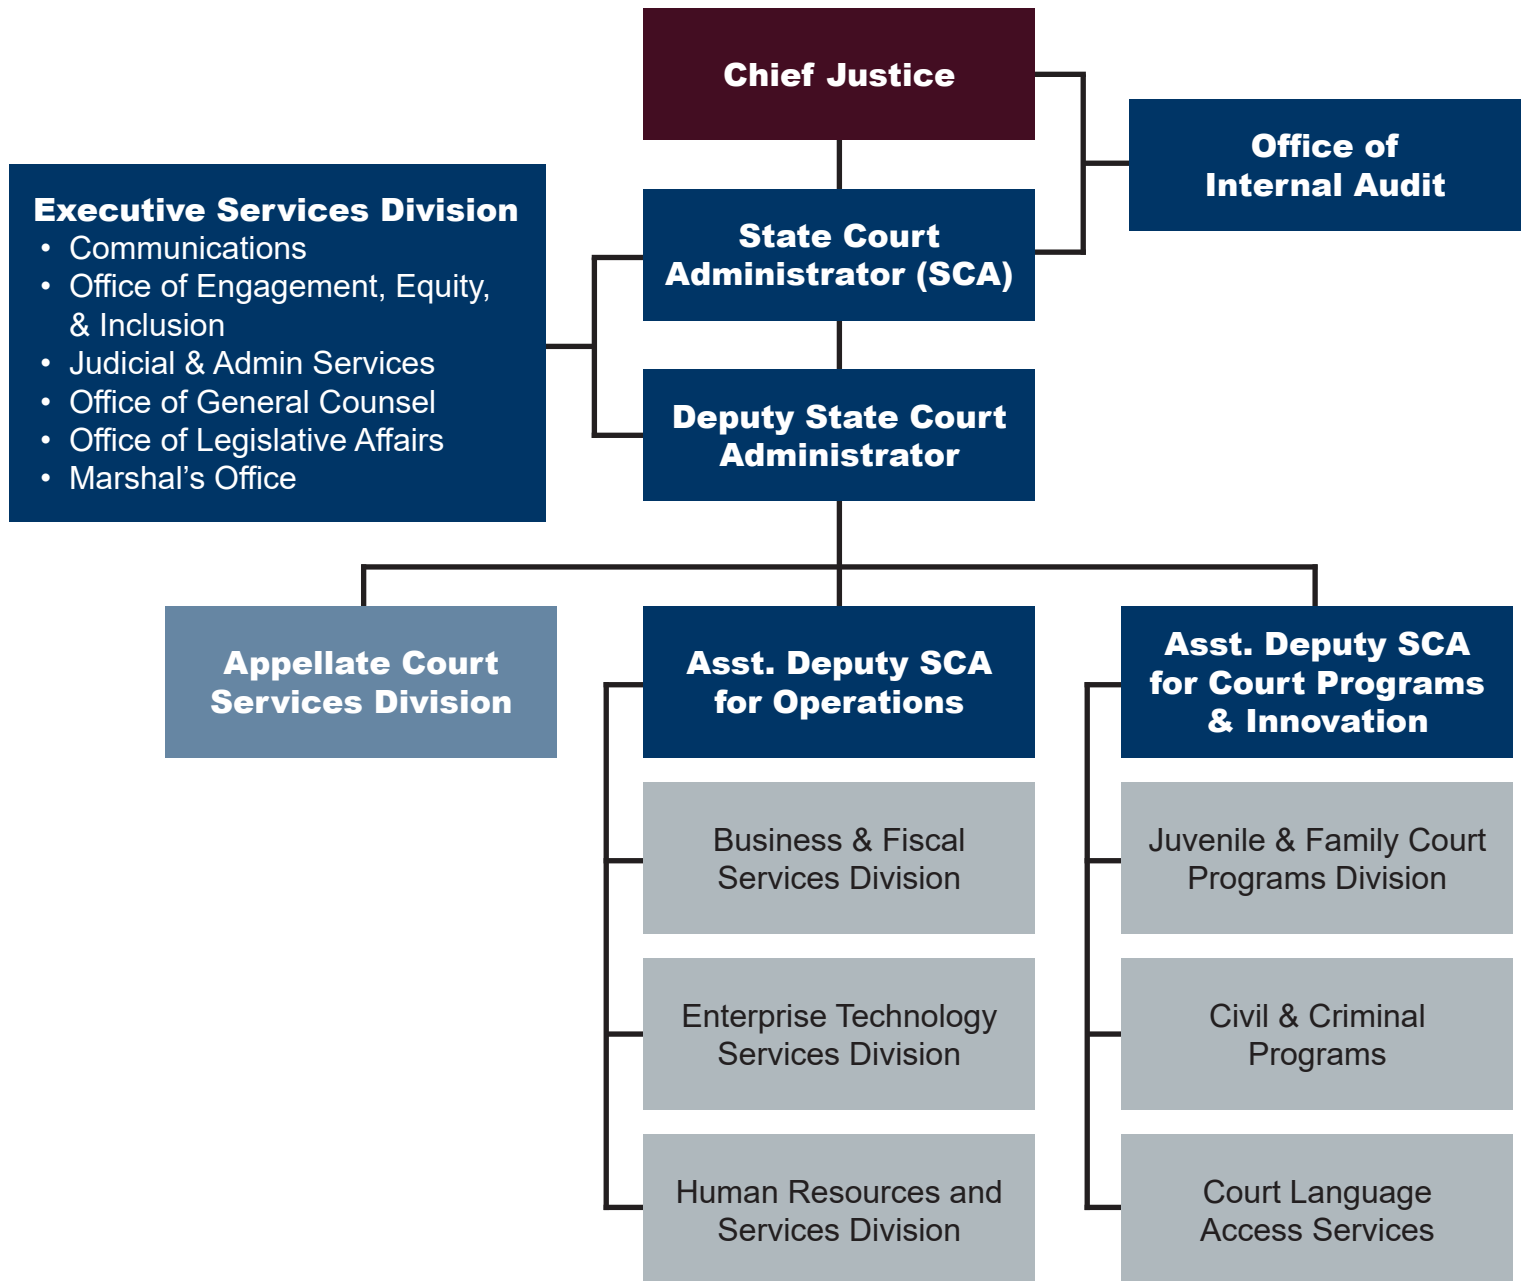 Chief Justice
Office of
Internal Audit
Executive Services Division
• Communications
• Office of Engagement, Equity,
& Inclusion
• Judicial & Admin Services
• Office of General Counsel
• Office of Legislative Affairs
• Marshal’s Office
State Court
Administrator (SCA)
Deputy State Court
Administrator
Appellate Court
Services Division
Asst. Deputy SCA
for Operations
Business & Fiscal
Services Division
Enterprise Technology
Services Division
Human Resources and
Services Division
Asst. Deputy SCA
for Court Programs
& Innovation
Juvenile & Family Court
Programs Division
Civil & Criminal
Programs
Court Language
Access Services